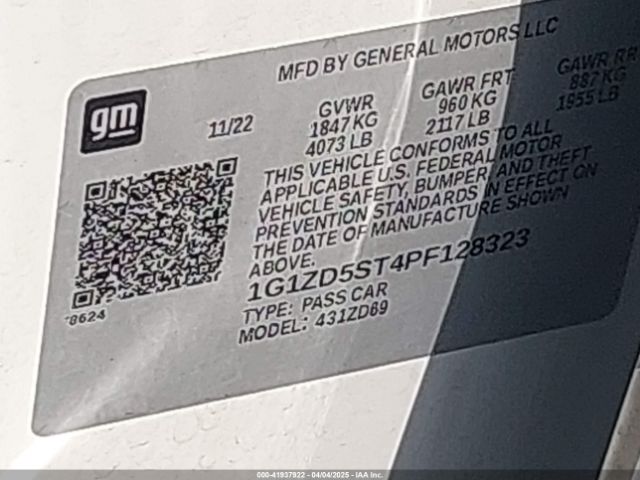 MFD BY GENERAL MOTORS LLC
gm
11/22
GVWR GAWR FRT GAWR RR
1847 KG 960 KG 887 KG
4073 LB 2117 LB 1955 LB
THIS VEHICLE CONFORMS TO ALL
APPLICABLE U.S. FEDERAL MOTOR
VEHICLE SAFETY, BUMPER, AND THEFT
PREVENTION STANDARDS IN EFFECT ON
THE DATE OF MANUFACTURE SHOWN
ABOVE.
1G1ZD5ST4PF128323
TYPE: PASS CAR
MODEL: 431ZD69
*8624
000-41937922 - 04/04/2025 - IAA Inc.